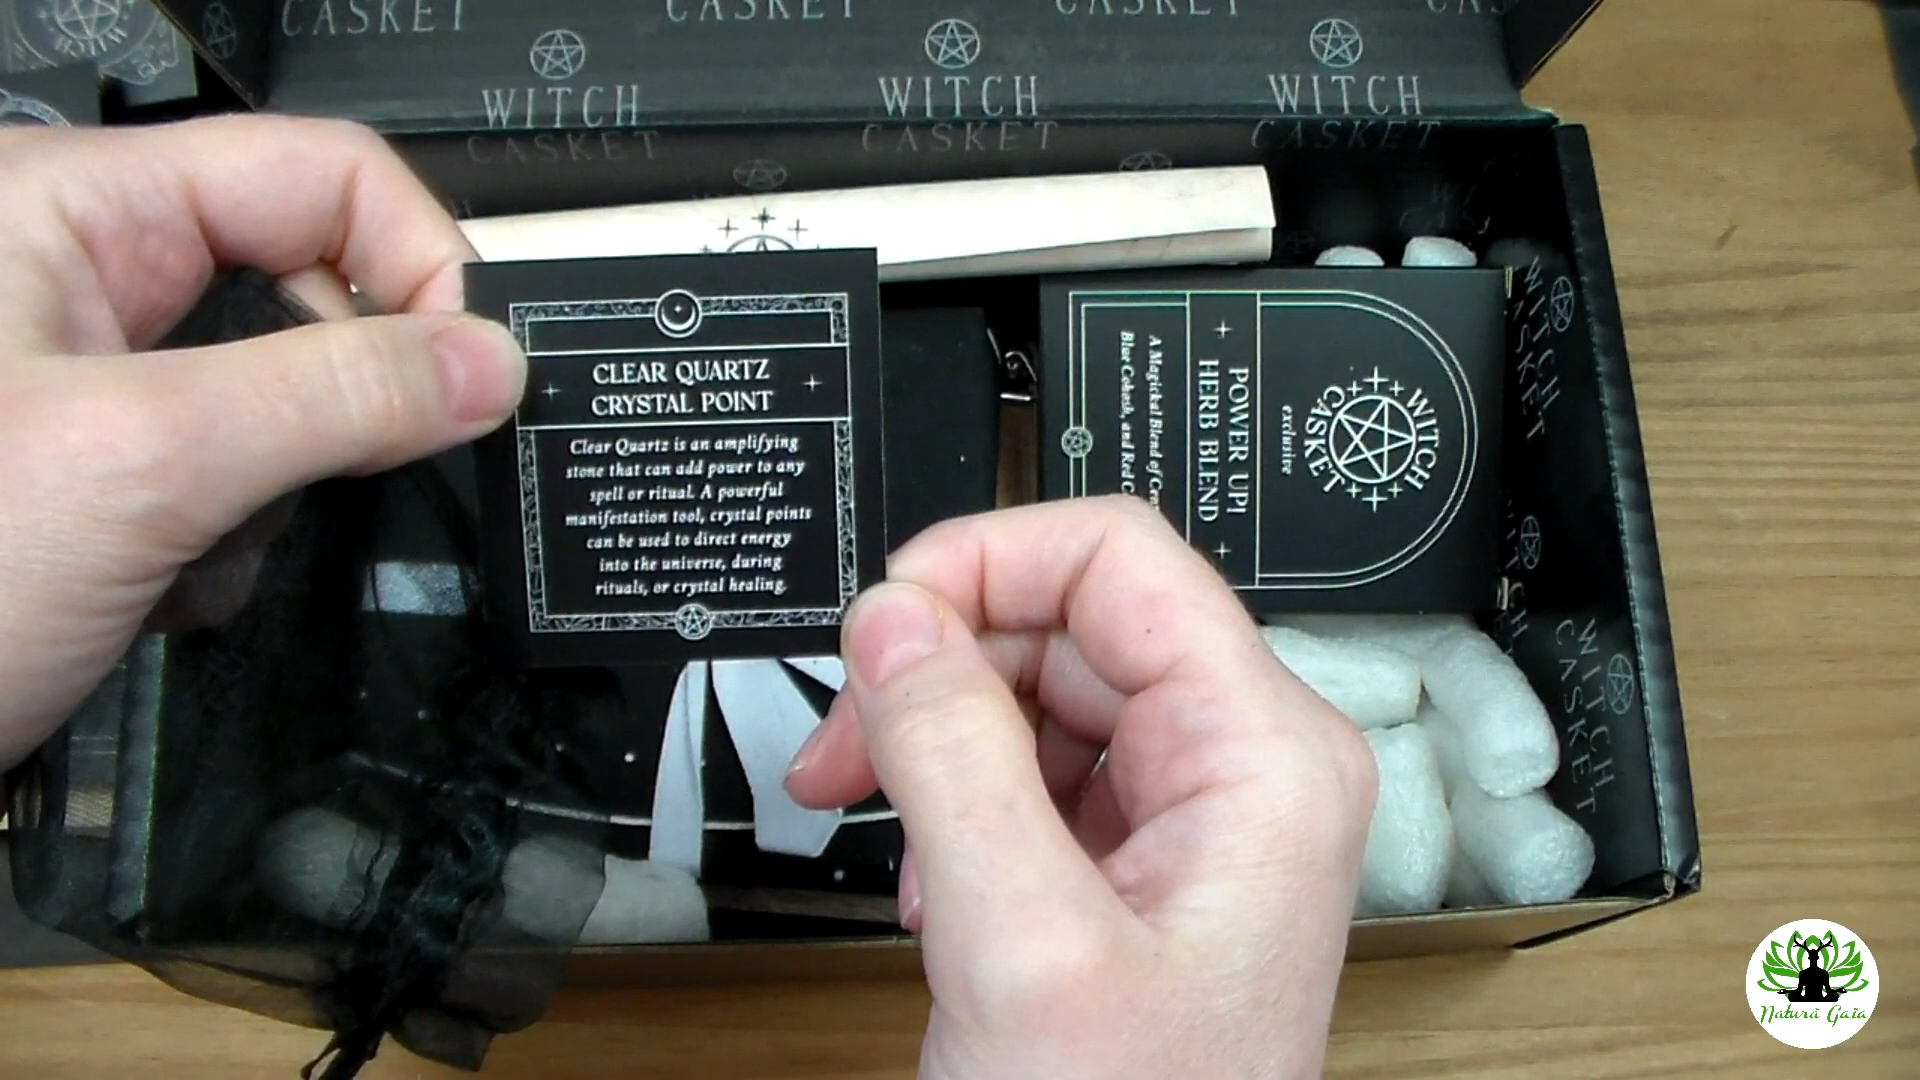 CASKET
CASKET
CASKET
WITCH
CASKET
WITCH
CASKET
WITCH
CASKET
CLEAR QUARTZ
CRYSTAL POINT
Clear Quartz is an amplifying
stone that can add power to any
spell or ritual. A powerful
manifestation tool, crystal points
can be used to direct energy
into the universe, during
rituals, or crystal healing.
WITCH
CASKET
exclusive
POWER UP!
HERB BLEND
A Magickal Blend of
Blue Cohosh, and Red
WITCH
CASKET
WITCH
CASKET
Natura Gaïa